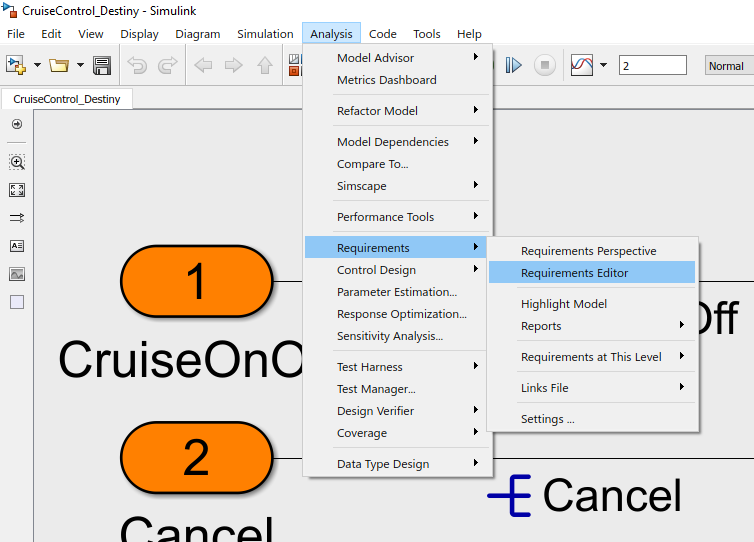 CruiseControl_Destiny - Simulink
File Edit View Display Diagram Simulation Analysis Code Tools Help
2 Normal
CruiseControl_Destiny
Model Advisor
Metrics Dashboard
Refactor Model
Model Dependencies
Compare To...
Simscape
Performance Tools
Requirements
Control Design
Parameter Estimation...
Response Optimization...
Sensitivity Analysis...
Test Harness
Test Manager...
Design Verifier
Coverage
Data Type Design
Requirements Perspective
Requirements Editor
Highlight Model
Reports
Requirements at This Level
Links File
Settings ...
1
CruiseOnO
Off
2
Cancel
Cancel